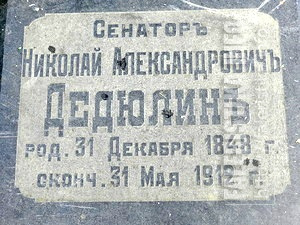 Сенаторъ
Николай Александровичъ
Дедюлинъ
род. 31 Декабря 1848 г.
сконч. 31 Мая 1912 г.